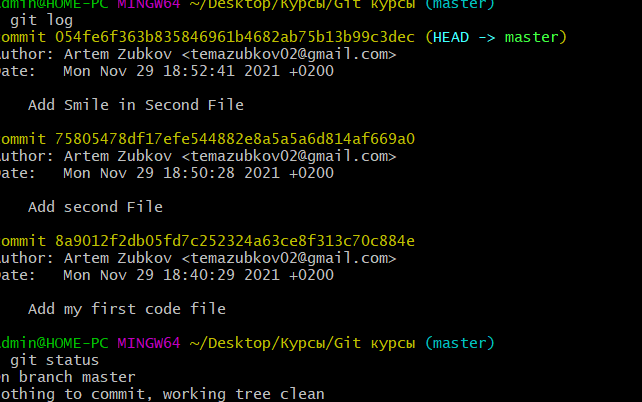 dmin@HOME-PC MINGW64 ~/Desktop/Курсы/Git курсы (master)
git log
ommit 054fe6f363b835846961b4682ab75b13b99c3dec (HEAD -> master)
uthor: Artem Zubkov <temazubkov02@gmail.com>
ate:   Mon Nov 29 18:52:41 2021 +0200
Add Smile in Second File
ommit 75805478df17efe544882e8a5a5a6d814af669a0
uthor: Artem Zubkov <temazubkov02@gmail.com>
ate:   Mon Nov 29 18:50:28 2021 +0200
Add second File
ommit 8a9012f2db05fd7c252324a63ce8f313c70c884e
uthor: Artem Zubkov <temazubkov02@gmail.com>
ate:   Mon Nov 29 18:40:29 2021 +0200
Add my first code file
dmin@HOME-PC MINGW64 ~/Desktop/Курсы/Git курсы (master)
git status
n branch master
othing to commit, working tree clean